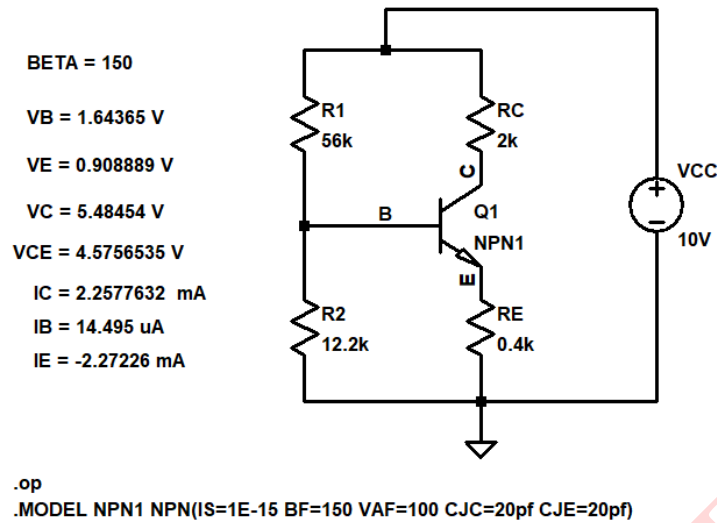 BETA = 150
VB = 1.64365 V
VE = 0.908889 V
VC = 5.48454 V
VCE = 4.5756535 V
IC = 2.2577632 mA
IB = 14.495 uA
IE = -2.27226 mA
R1
56k
RC
2k
C
B
Q1
NPN1
E
R2
12.2k
RE
0.4k
VCC
10V
.op
.MODEL NPN1 NPN(IS=1E-15 BF=150 VAF=100 CJC=20pf CJE=20pf)